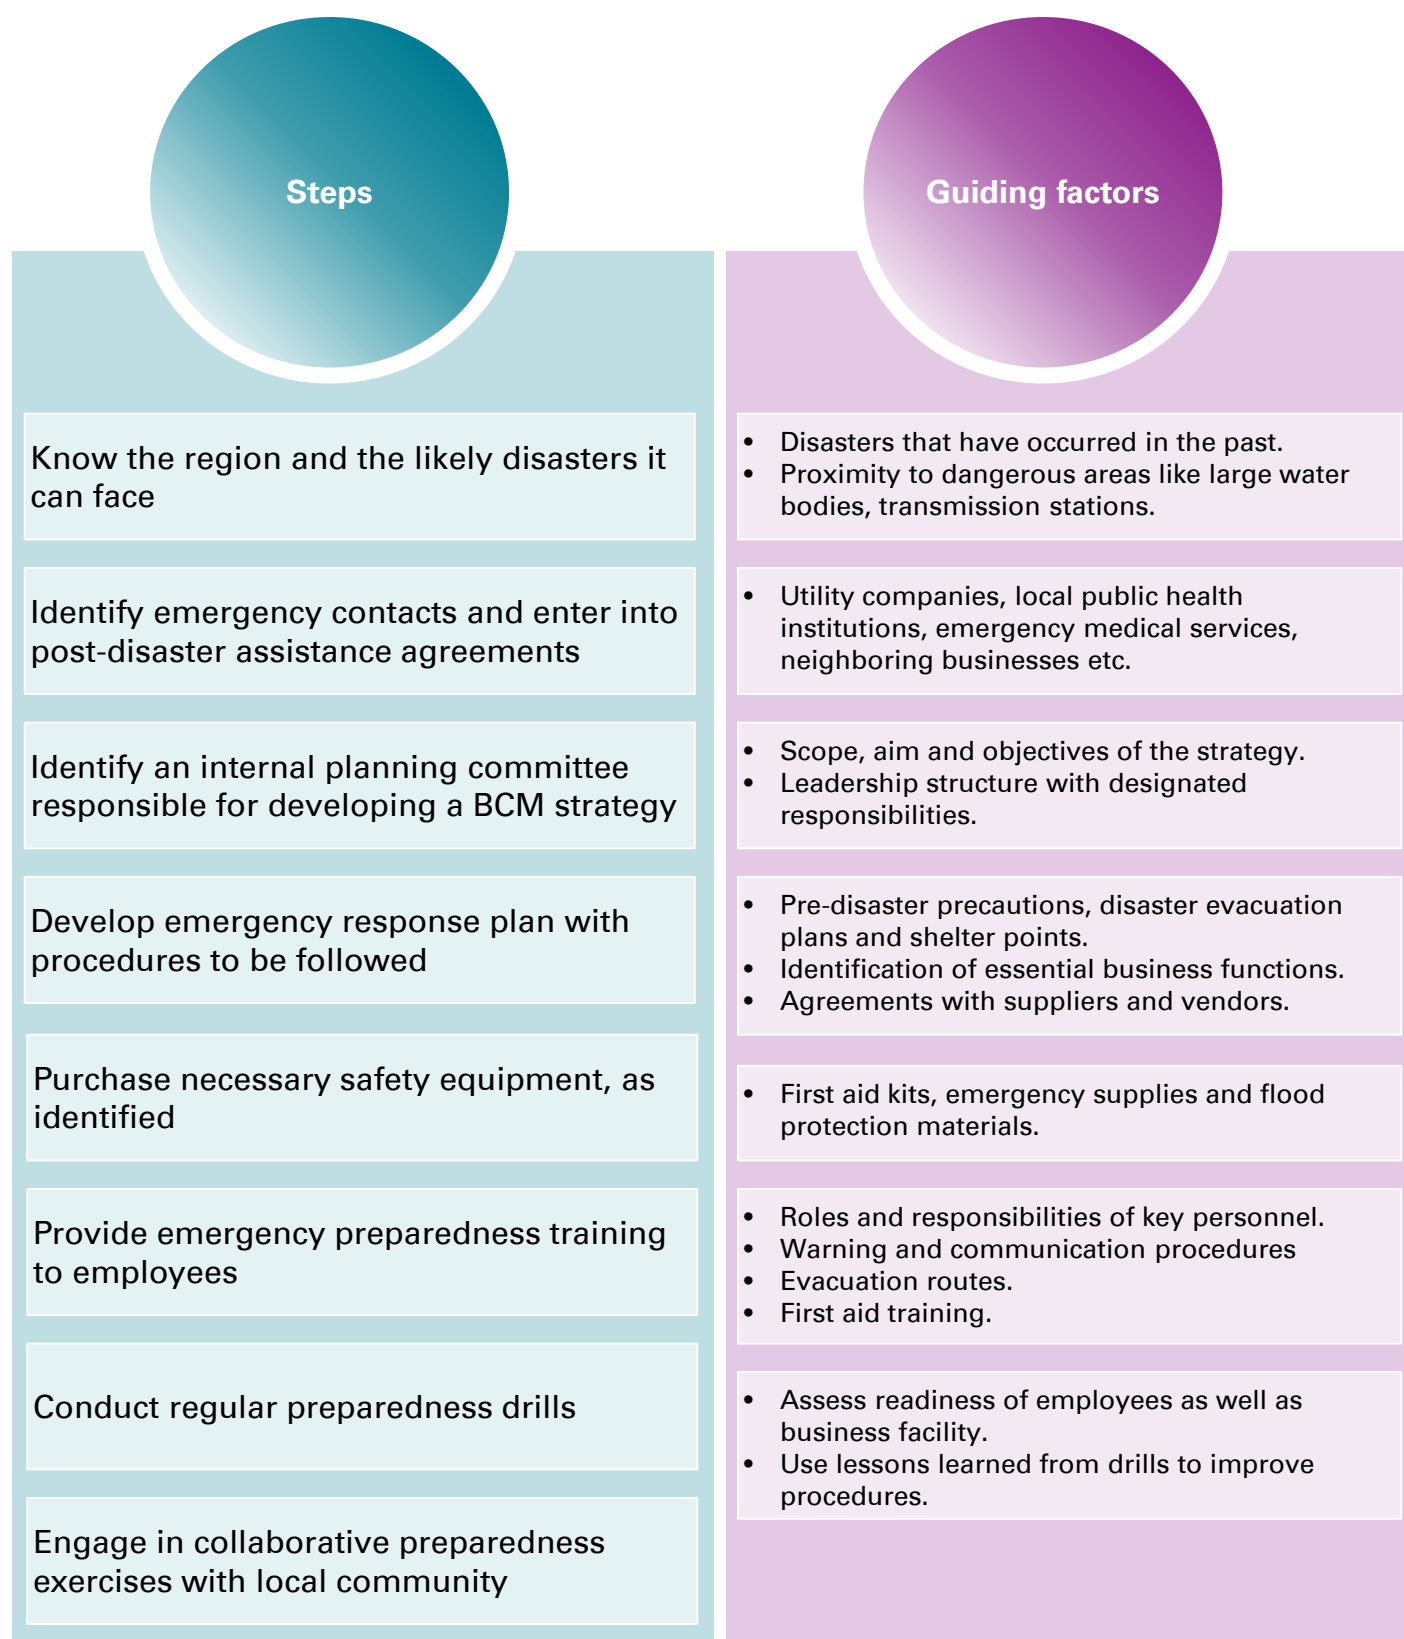 Steps
Guiding factors
Know the region and the likely disasters it
can face
• Disasters that have occurred in the past.
• Proximity to dangerous areas like large water
bodies, transmission stations.
Identify emergency contacts and enter into
post-disaster assistance agreements
• Utility companies, local public health
institutions, emergency medical services,
neighboring businesses etc.
Identify an internal planning committee
responsible for developing a BCM strategy
• Scope, aim and objectives of the strategy.
• Leadership structure with designated
responsibilities.
Develop emergency response plan with
procedures to be followed
• Pre-disaster precautions, disaster evacuation
plans and shelter points.
• Identification of essential business functions.
• Agreements with suppliers and vendors.
Purchase necessary safety equipment, as
identified
• First aid kits, emergency supplies and flood
protection materials.
Provide emergency preparedness training
to employees
• Roles and responsibilities of key personnel.
• Warning and communication procedures
• Evacuation routes.
• First aid training.
Conduct regular preparedness drills
• Assess readiness of employees as well as
business facility.
• Use lessons learned from drills to improve
procedures.
Engage in collaborative preparedness
exercises with local community